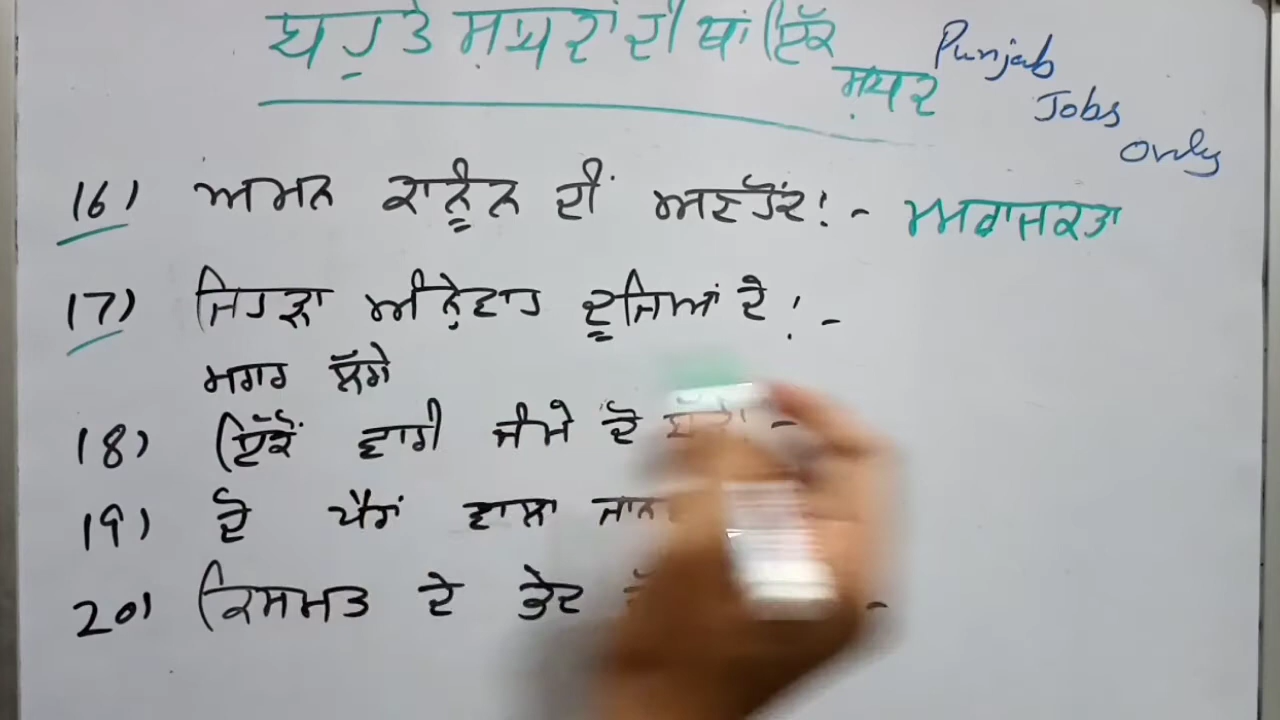 ਬਹੁਤੇ ਸ਼ਬਦਾਂ ਦੀ ਥਾਂ ਇੱਕ
ਸ਼ਬਦ
Punjab
Jobs
only
16) ਅਮਨ ਕਾਨੂੰਨ ਦੀ ਅਣਹੋਂਦ :- ਅਰਾਜਕਤਾ
17) ਜਿਹੜਾ ਅੰਨ੍ਹੇਵਾਹ ਦੂਜਿਆਂ ਦੇ :-
ਮਗਰ ਲੱਗੇ
18) ਇੱਕੋ ਵਾਰੀ ਜੰਮੇ ਦੋ -
19) ਦੋ ਪੈਰਾਂ ਵਾਲਾ
20) ਕਿਸਮਤ ਦੇ ਭੇਦ -